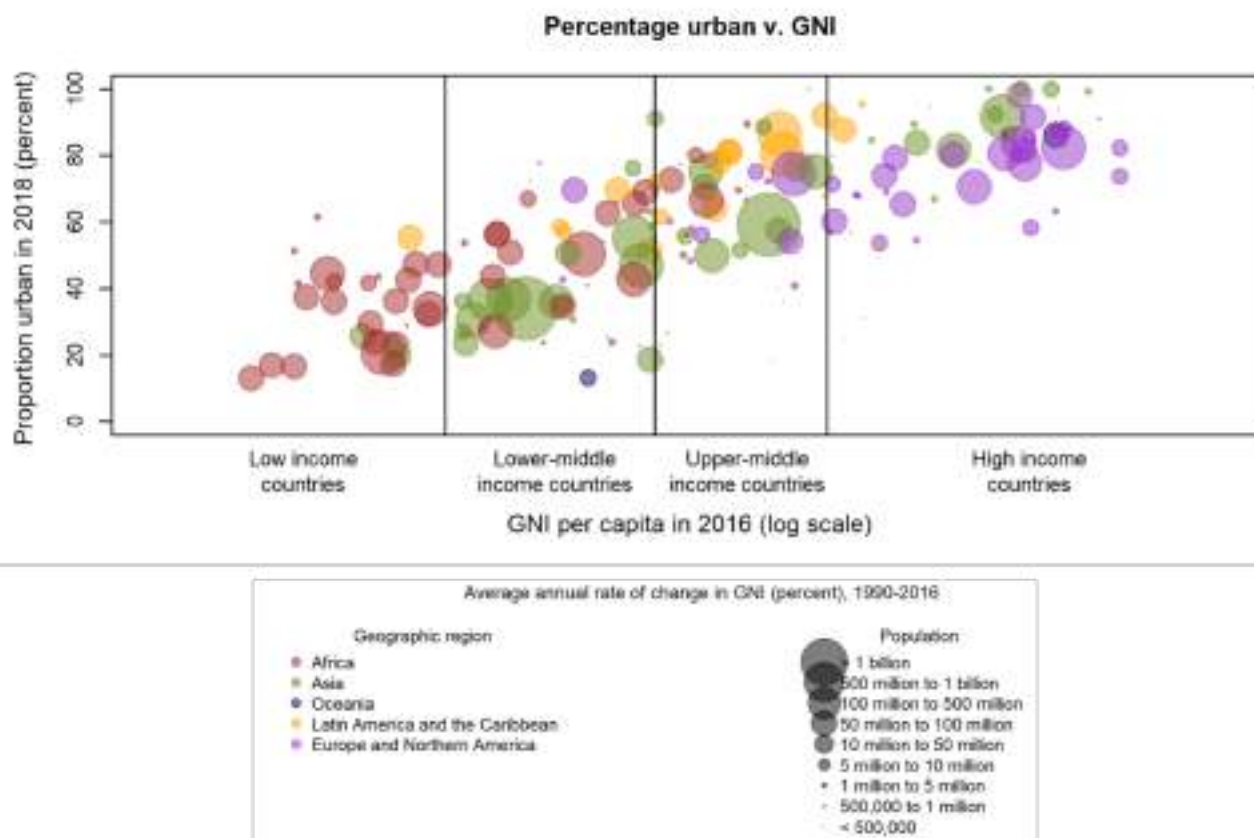 Percentage urban v. GNI
Proportion urban in 2018 (percent)
100
80
60
40
20
0
Low income
countries
Lower-middle
income countries
Upper-middle
income countries
High income
countries
GNI per capita in 2016 (log scale)
Average annual rate of change in GNI (percent), 1990-2016
Geographic region
Africa
Asia
Oceania
Latin America and the Caribbean
Europe and Northern America
Population
1 billion
500 million to 1 billion
100 million to 500 million
50 million to 100 million
10 million to 50 million
5 million to 10 million
1 million to 5 million
500,000 to 1 million
< 500,000